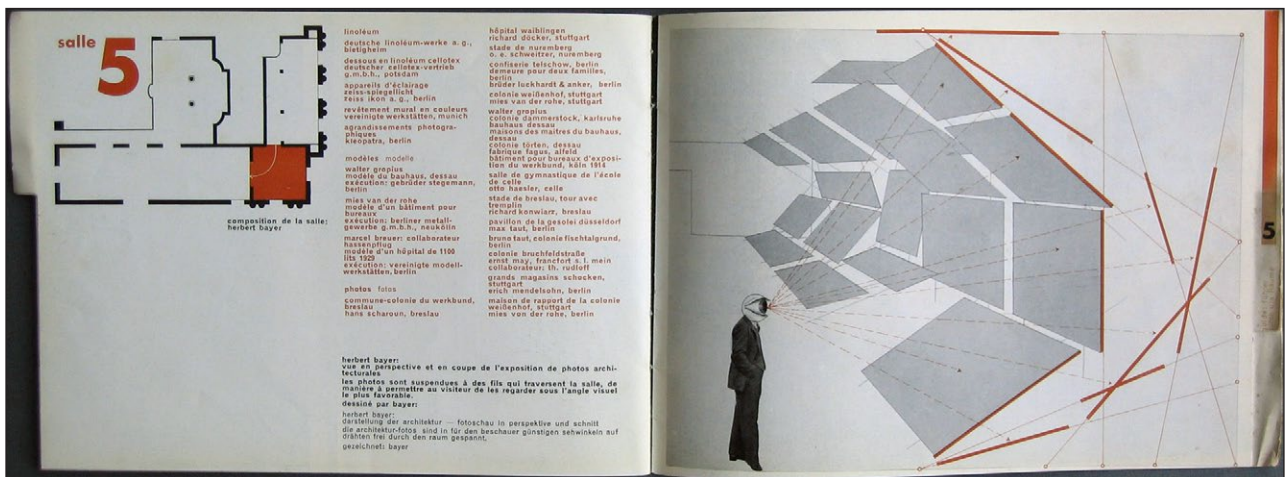 salle
5
composition de la salle:
herbert bayer
linoléum
deutsche linoléum-werke a. g.,
bietigheim
dessous en linoléum cellotex
deutscher cellotex-vertrieb
g.m.b.h., potsdam
appareils d'éclairage
zeiss-spiegellicht
zeiss ikon a. g., berlin
revêtement mural en couleurs
vereinigte werkstätten, munich
agrandissements photogra-
phiques
kleopatra, berlin
modèles modelle
walter gropius
modèle du bauhaus, dessau
exécution: gebrüder stegemann,
berlin
mies van der rohe
modèle d'un bâtiment pour
bureaux
exécution: berliner metall-
gewerbe g.m.b.h., neukölln
marcel breuer: collaborateur
hassenpflug
modèle d'un hôpital de 1100
lits 1929
exécution: vereinigte modell-
werkstätten, berlin
photos fotos
commune-colonie du werkbund,
breslau
hans scharoun, breslau
hôpital waiblingen
richard döcker, stuttgart
stade de nuremberg
o. e. schweitzer, nuremberg
confiserie telschow, berlin
demeure pour deux familles,
berlin
brüder luckhardt & anker, berlin
colonie weißenhof, stuttgart
mies van der rohe, stuttgart
walter gropius
colonie dammerstock, karlsruhe
bauhaus dessau
maisons des maîtres du bauhaus,
dessau
colonie törten, dessau
fabrique fagus, alfeld
bâtiment pour bureaux d'exposi-
tion du werkbund, köln 1914
salle de gymnastique de l'école
de celle
otto haesler, celle
stade de breslau, tour avec
tremplin
richard konwiarz, breslau
pavillon de la gesolei düsseldorf
max taut, berlin
bruno taut, colonie fischtalgrund,
berlin
colonie bruchfeldstraße
ernst may, francfort s. l. mein
collaborateur: th. rudloff
grands magasins schocken,
stuttgart
erich mendelsohn, berlin
maison de rapport de la colonie
weißenhof, stuttgart
mies von der rohe, berlin
herbert bayer:
vue en perspective et en coupe de l'exposition de photos archi-
tecturales
les photos sont suspendues à des fils qui traversent la salle, de
manière à permettre au visiteur de les regarder sous l'angle visuel
le plus favorable.
dessiné par bayer:
herbert bayer:
darstellung der architektur — fotoschau in perspektive und schnitt
die architektur-fotos sind in für den beschauer günstigen sehwinkeln auf
drähten frei durch den raum gespannt.
gezeichnet: bayer
5